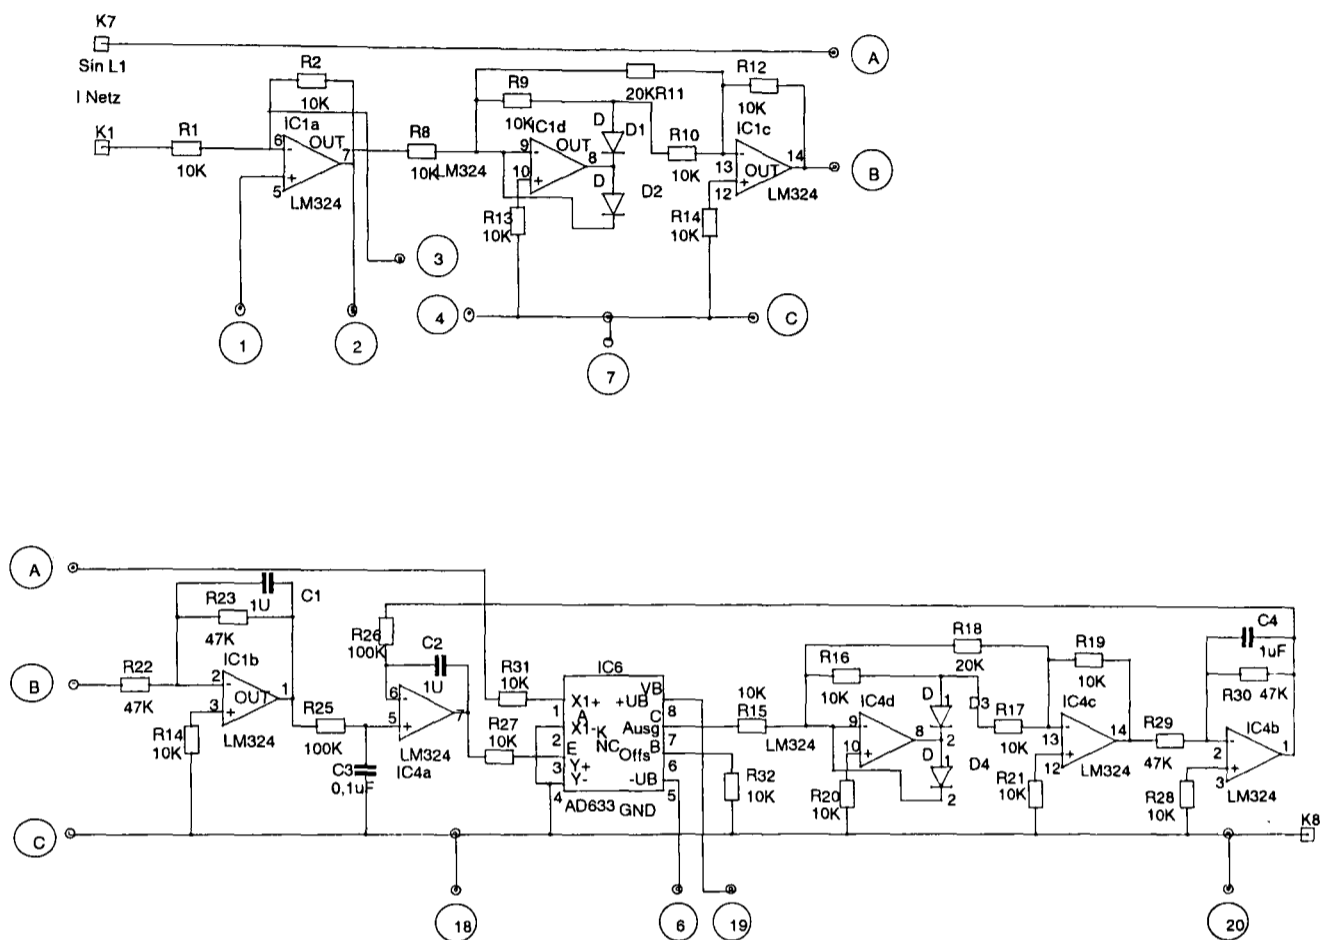 K7
A
Sin L1
R2
R12
I Netz
10K
R9
20KR11
10K
K1
R1
IC1a
R8
10K
IC1d
D
D1
R10
IC1c
6
-
OUT
7
9
-
OUT
8
14
10K
+
5
LM324
10K
LM324
10
+
D
D2
10K
13
-
OUT
12
+
LM324
B
R13
10K
R14
10K
3
4
C
1
2
7
A
R23
1U
C1
47K
R26
100K
C2
1U
R31
10K
IC6
R18
20K
R19
10K
C4
1uF
B
R22
47K
IC1b
2
-
OUT
1
3
+
R14
10K
LM324
R25
100K
6
-
5
+
7
LM324
IC4a
C3
0,1uF
R27
10K
X1+
+UB
VB
1
A
8
X1-K
C
Ausg
2
NC
7
E
B
Offs
Y+
3
Y-
-UB
6
4
5
AD633
GND
R32
10K
10K
R15
LM324
R16
10K
IC4d
9
-
8
10
+
D
1
D3
2
D
1
D4
2
R20
10K
R17
10K
IC4c
13
-
14
12
+
LM324
R21
10K
R29
47K
R30
47K
IC4b
2
-
1
+
3
LM324
R28
10K
C
K8
18
6
19
20